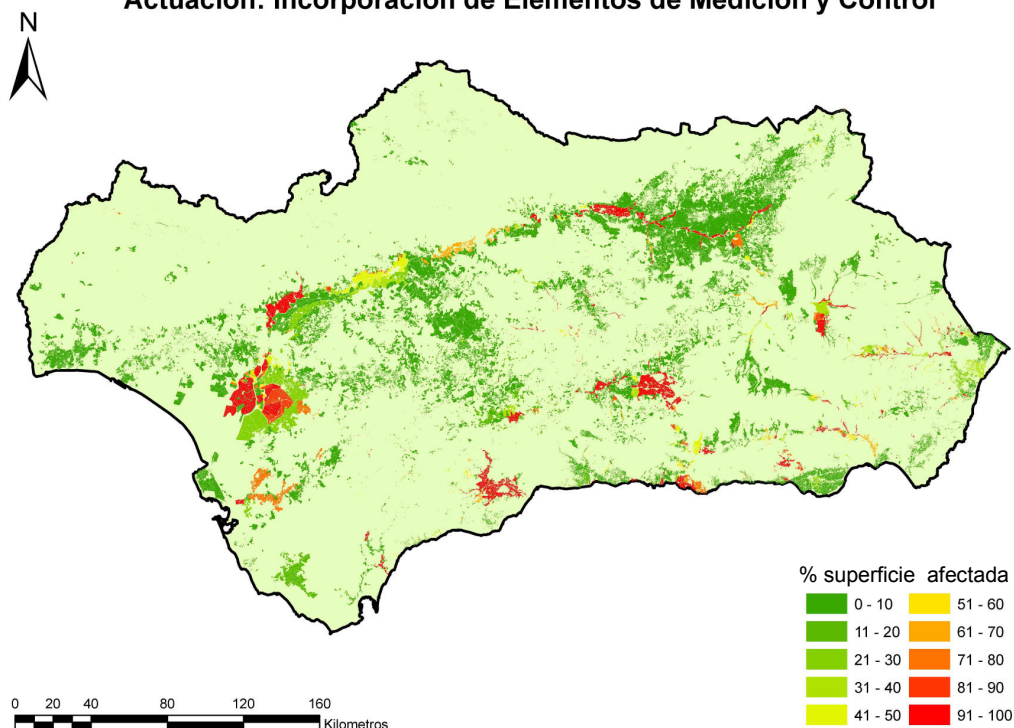 Actuación: Incorporación de Elementos de Medición y Control
N
% superficie afectada
0 - 10
51 - 60
11 - 20
61 - 70
21 - 30
71 - 80
31 - 40
81 - 90
41 - 50
91 - 100
0 20 40 80 120 160
Kilometros